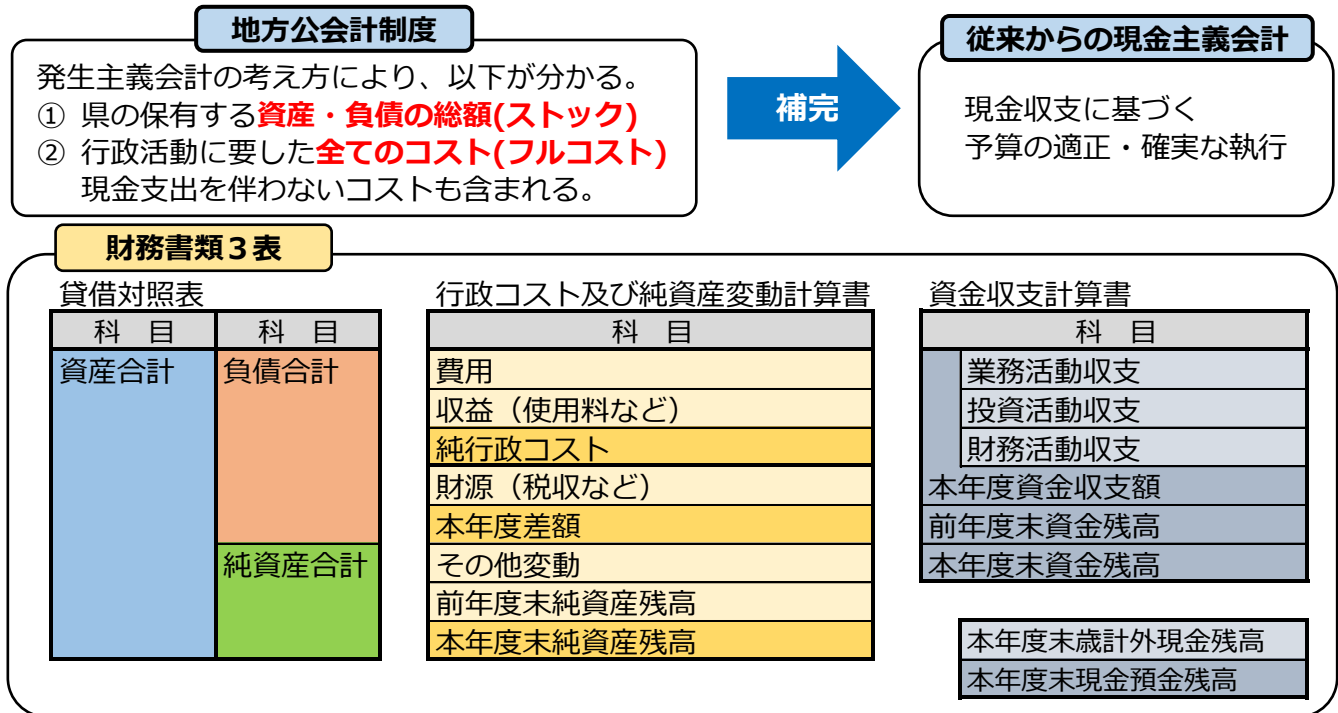 地方公会計制度
発生主義会計の考え方により、以下が分かる。
① 県の保有する資産・負債の総額(ストック)
② 行政活動に要した全てのコスト(フルコスト)
現金支出を伴わないコストも含まれる。
補完
従来からの現金主義会計
現金収支に基づく
予算の適正・確実な執行
財務書類3表
貸借対照表
科 目
科 目
資産合計
負債合計
純資産合計
行政コスト及び純資産変動計算書
科 目
費用
収益（使用料など）
純行政コスト
財源（税収など）
本年度差額
その他変動
前年度末純資産残高
本年度末純資産残高
資金収支計算書
科 目
業務活動収支
投資活動収支
財務活動収支
本年度資金収支額
前年度末資金残高
本年度末資金残高
本年度末歳計外現金残高
本年度末現金預金残高